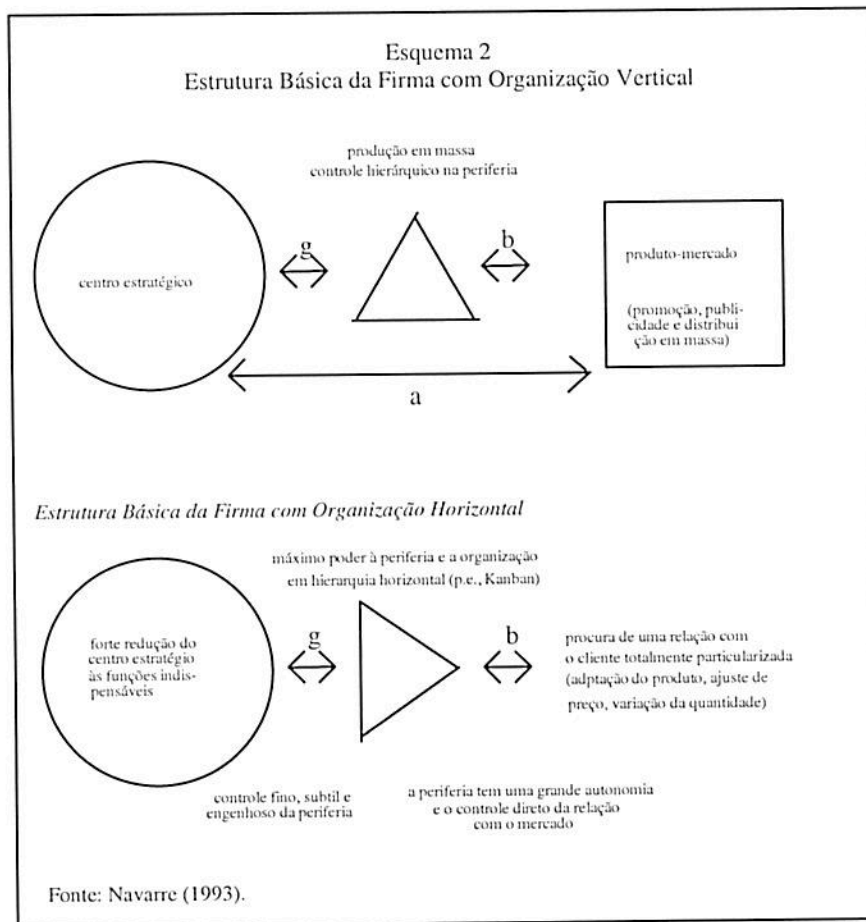 Esquema 2
Estrutura Básica da Firma com Organização Vertical
produção em massa
controle hierárquico na periferia
g
b
centro estratégico
produto-mercado
(promoção, publi-
cidade e distribui
ção em massa)
a
Estrutura Básica da Firma com Organização Horizontal
máximo poder à periferia e a organização
em hierarquia horizontal (p.e., Kanban)
forte redução do
centro estratégio
às funções indis-
pensáveis
g
b
procura de uma relação com
o cliente totalmente particularizada
(adptação do produto, ajuste de
preço, variação da quantidade)
controle fino, subtil e
engenhoso da periferia
a periferia tem uma grande autonomia
e o controle direto da relação
com o mercado
Fonte: Navarre (1993).